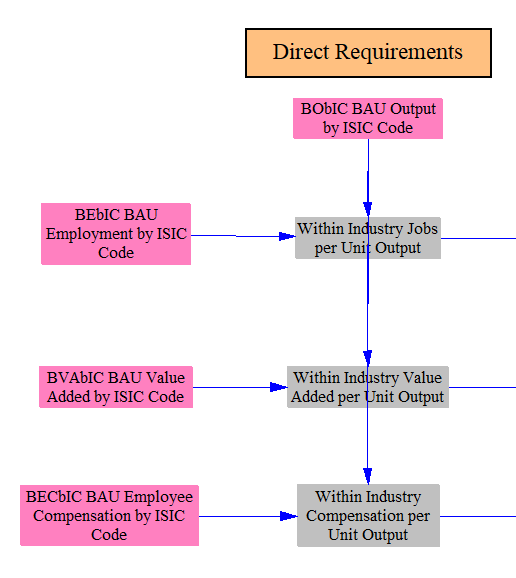 Direct Requirements
BObIC BAU Output
by ISIC Code
BEbIC BAU
Employment by ISIC
Code
Within Industry Jobs
per Unit Output
BVAbIC BAU Value
Added by ISIC Code
Within Industry Value
Added per Unit Output
BECbIC BAU Employee
Compensation by ISIC
Code
Within Industry
Compensation per
Unit Output